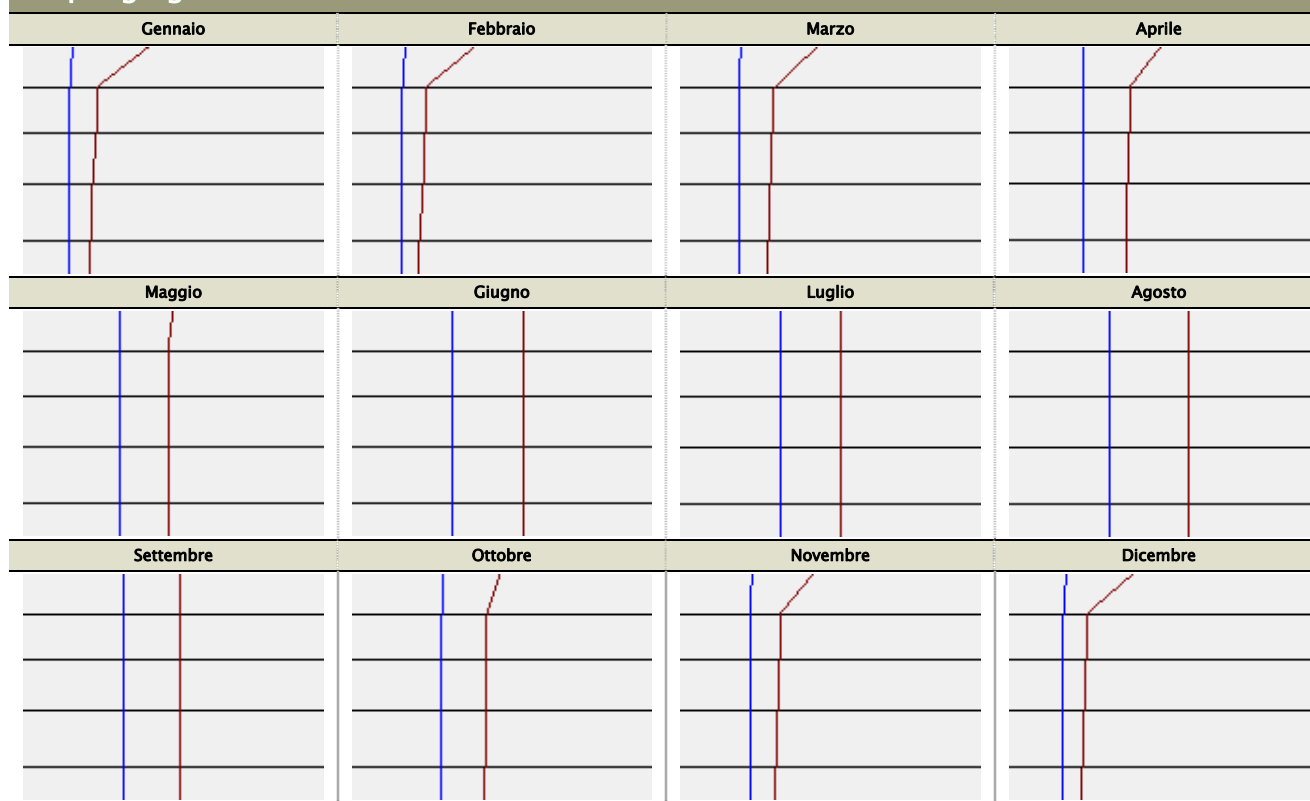 Gennaio Febbraio Marzo Aprile
Maggio Giugno Luglio Agosto
Settembre Ottobre Novembre Dicembre